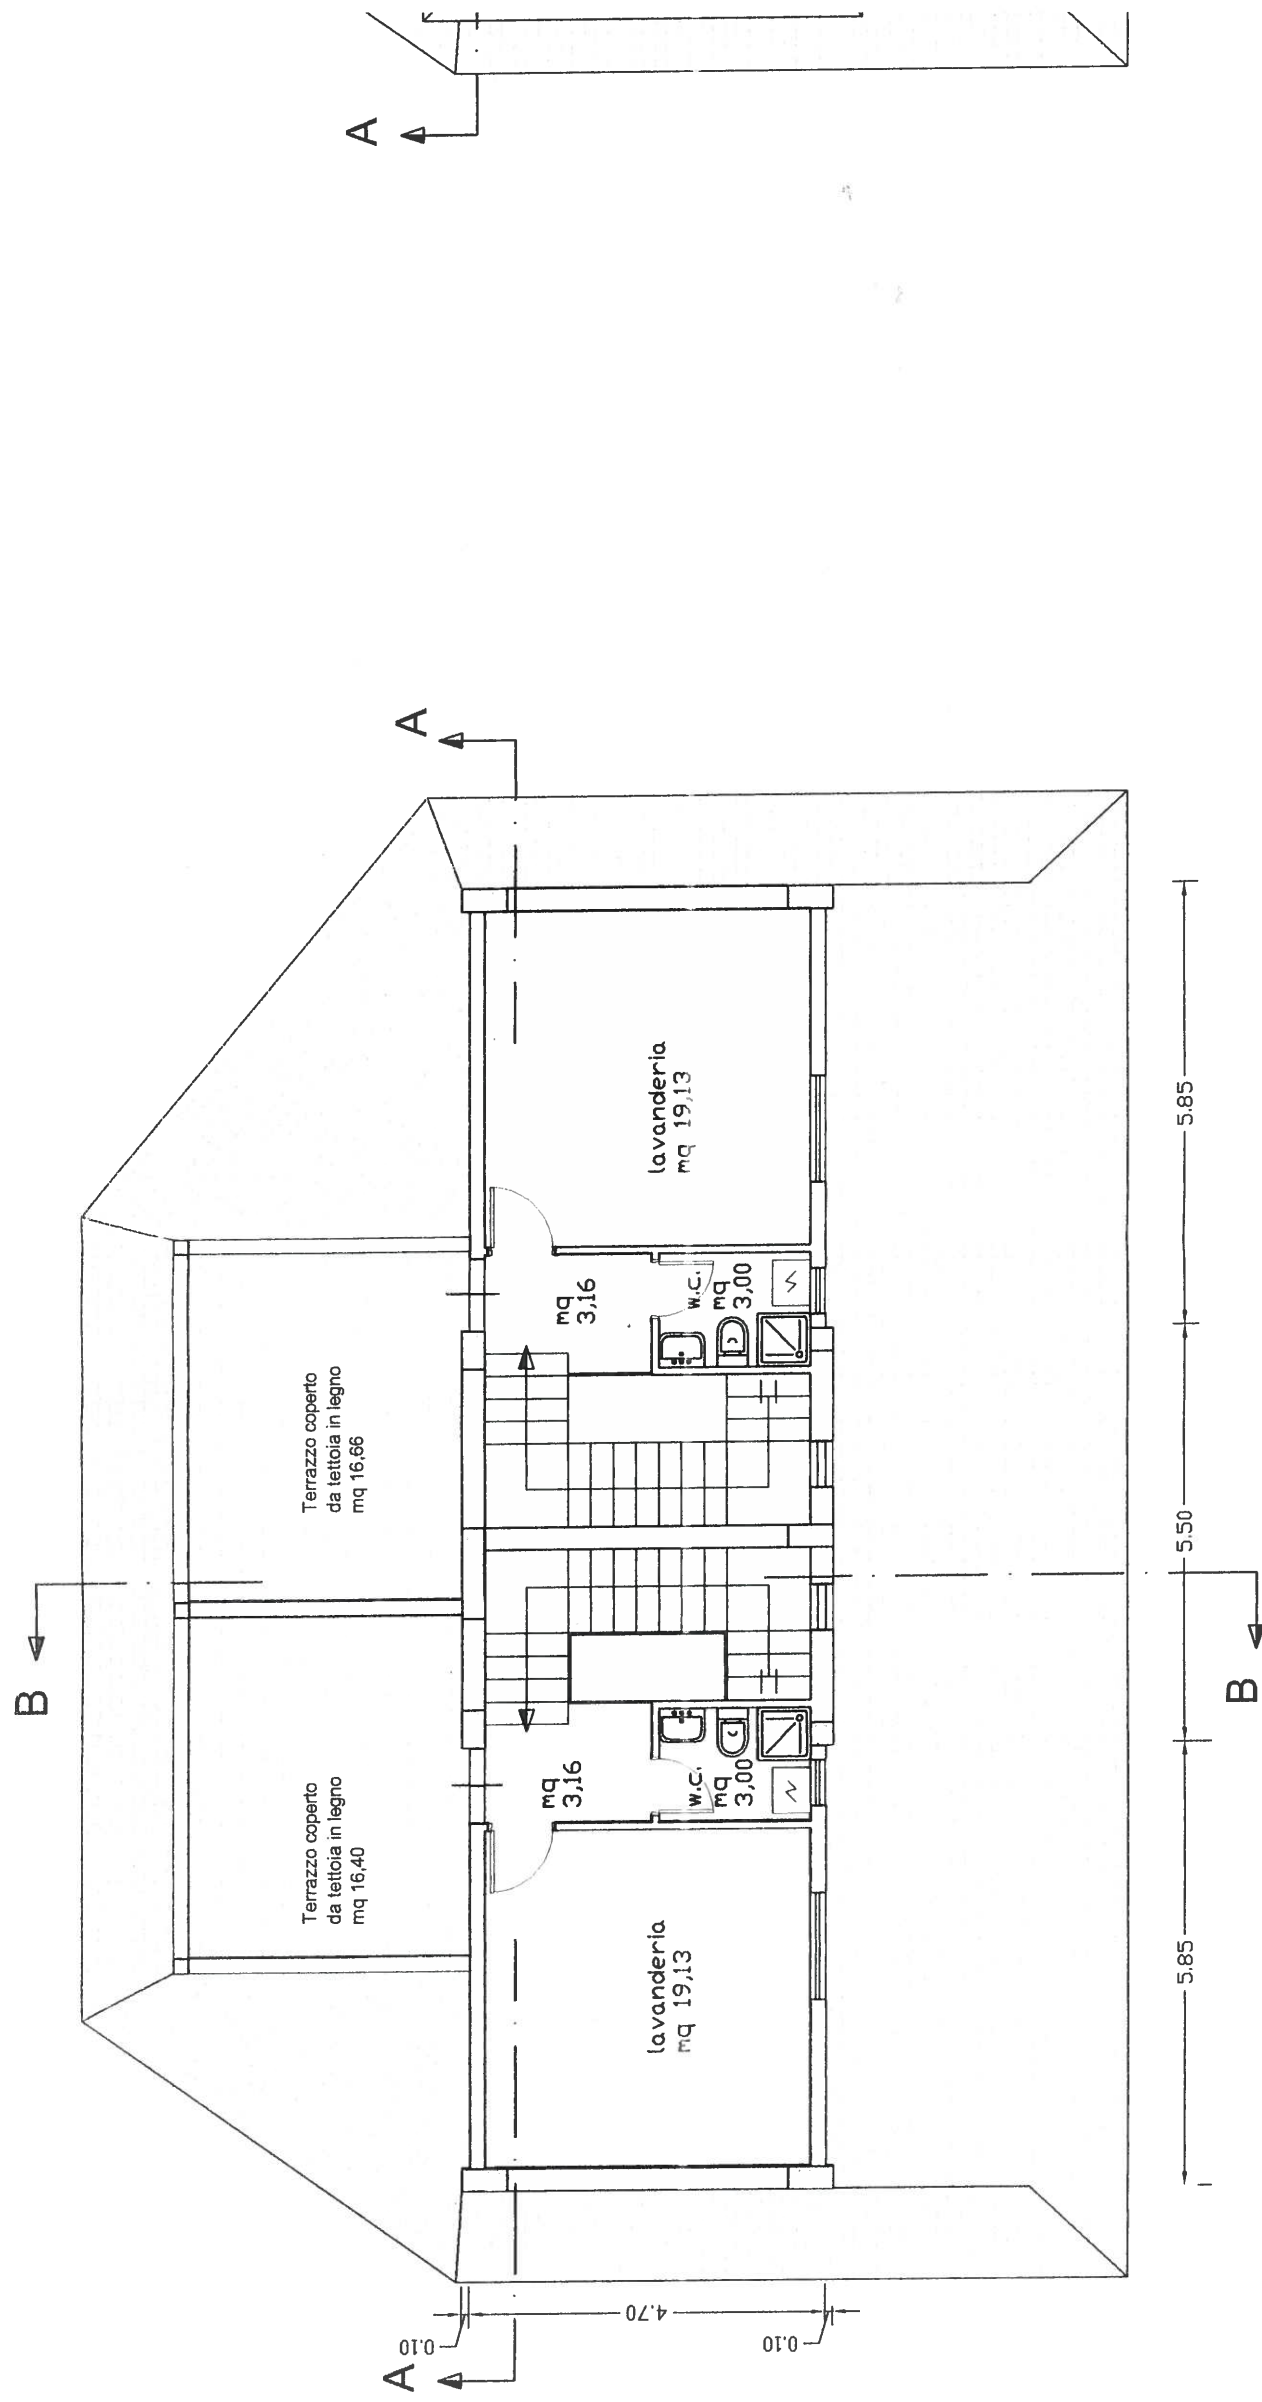 A
A
B
Terrazzo coperto
da tettoia in legno
mq 16,40
Terrazzo coperto
da tettoia in legno
mq 16,66
A
0.10
4.70
0.10
mq
3,16
mq
3,16
lavanderia
mq 19,13
w.c.
mq
3,00
w.c.
mq
3,00
lavanderia
mq 19,13
5.85
5.50
5.85
B